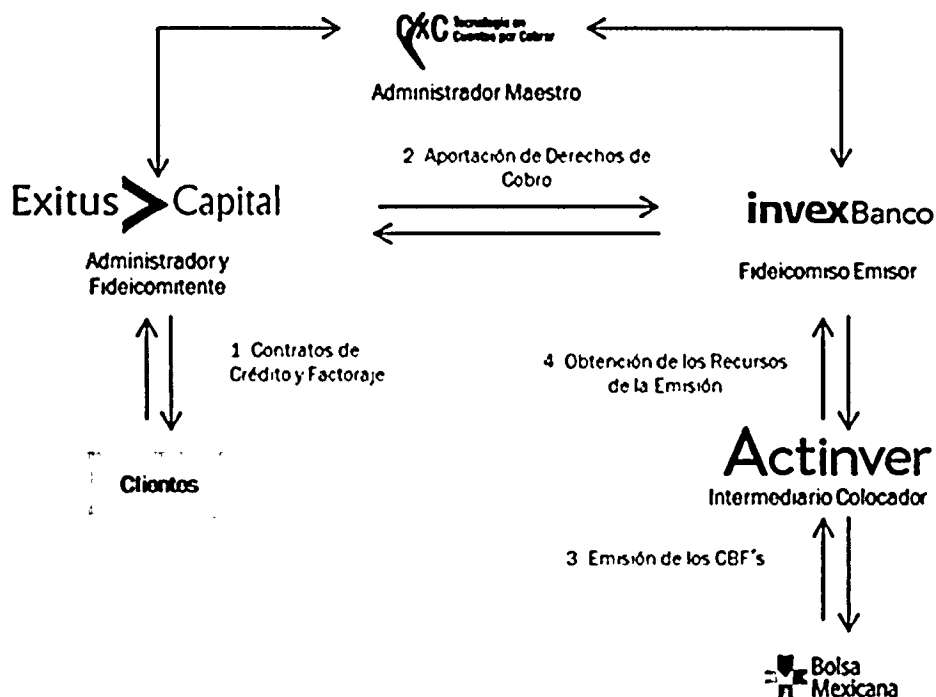 CXC Tecnología en
Cuentas por Cobrar
Administrador Maestro
2 Aportación de Derechos de
Cobro
Exitus Capital
invex Banco
Administrador y
Fideicomitente
Fideicomiso Emisor
1 Contratos de
Crédito y Factoraje
4 Obtención de los Recursos
de la Emisión
Clientes
Actinver
Intermediario Colocador
3 Emisión de los CBF´s
Bolsa
Mexicana